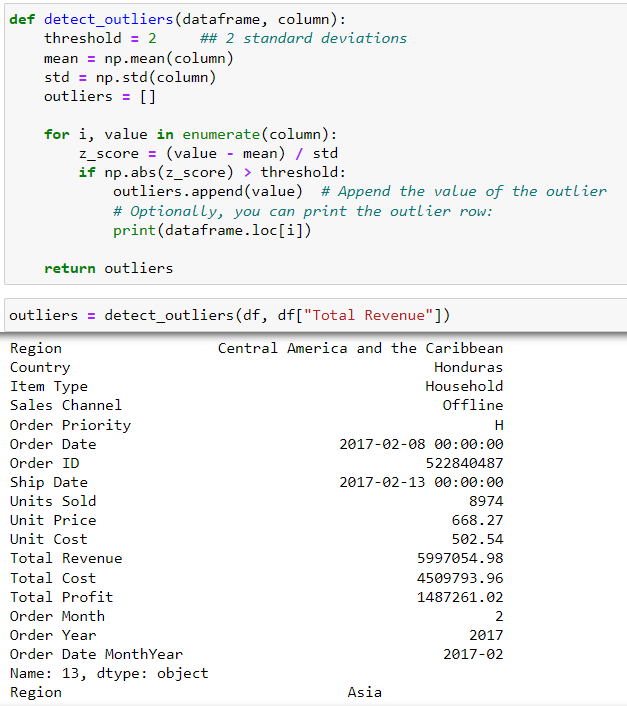 def detect_outliers(dataframe, column):
    threshold = 2     ## 2 standard deviations
    mean = np.mean(column)
    std = np.std(column)
    outliers = []

    for i, value in enumerate(column):
        z_score = (value - mean) / std
        if np.abs(z_score) > threshold:
            outliers.append(value)  # Append the value of the outlier
            # Optionally, you can print the outlier row:
            print(dataframe.loc[i])

    return outliers

outliers = detect_outliers(df, df["Total Revenue"])

Region                  Central America and the Caribbean
Country                                          Honduras
Item Type                                       Household
Sales Channel                                     Offline
Order Priority                                          H
Order Date                            2017-02-08 00:00:00
Order ID                                        522840487
Ship Date                             2017-02-13 00:00:00
Units Sold                                           8974
Unit Price                                         668.27
Unit Cost                                          502.54
Total Revenue                                  5997054.98
Total Cost                                     4509793.96
Total Profit                                   1487261.02
Order Month                                             2
Order Year                                           2017
Order Date MonthYear                              2017-02
Name: 13, dtype: object
Region                                 Asia